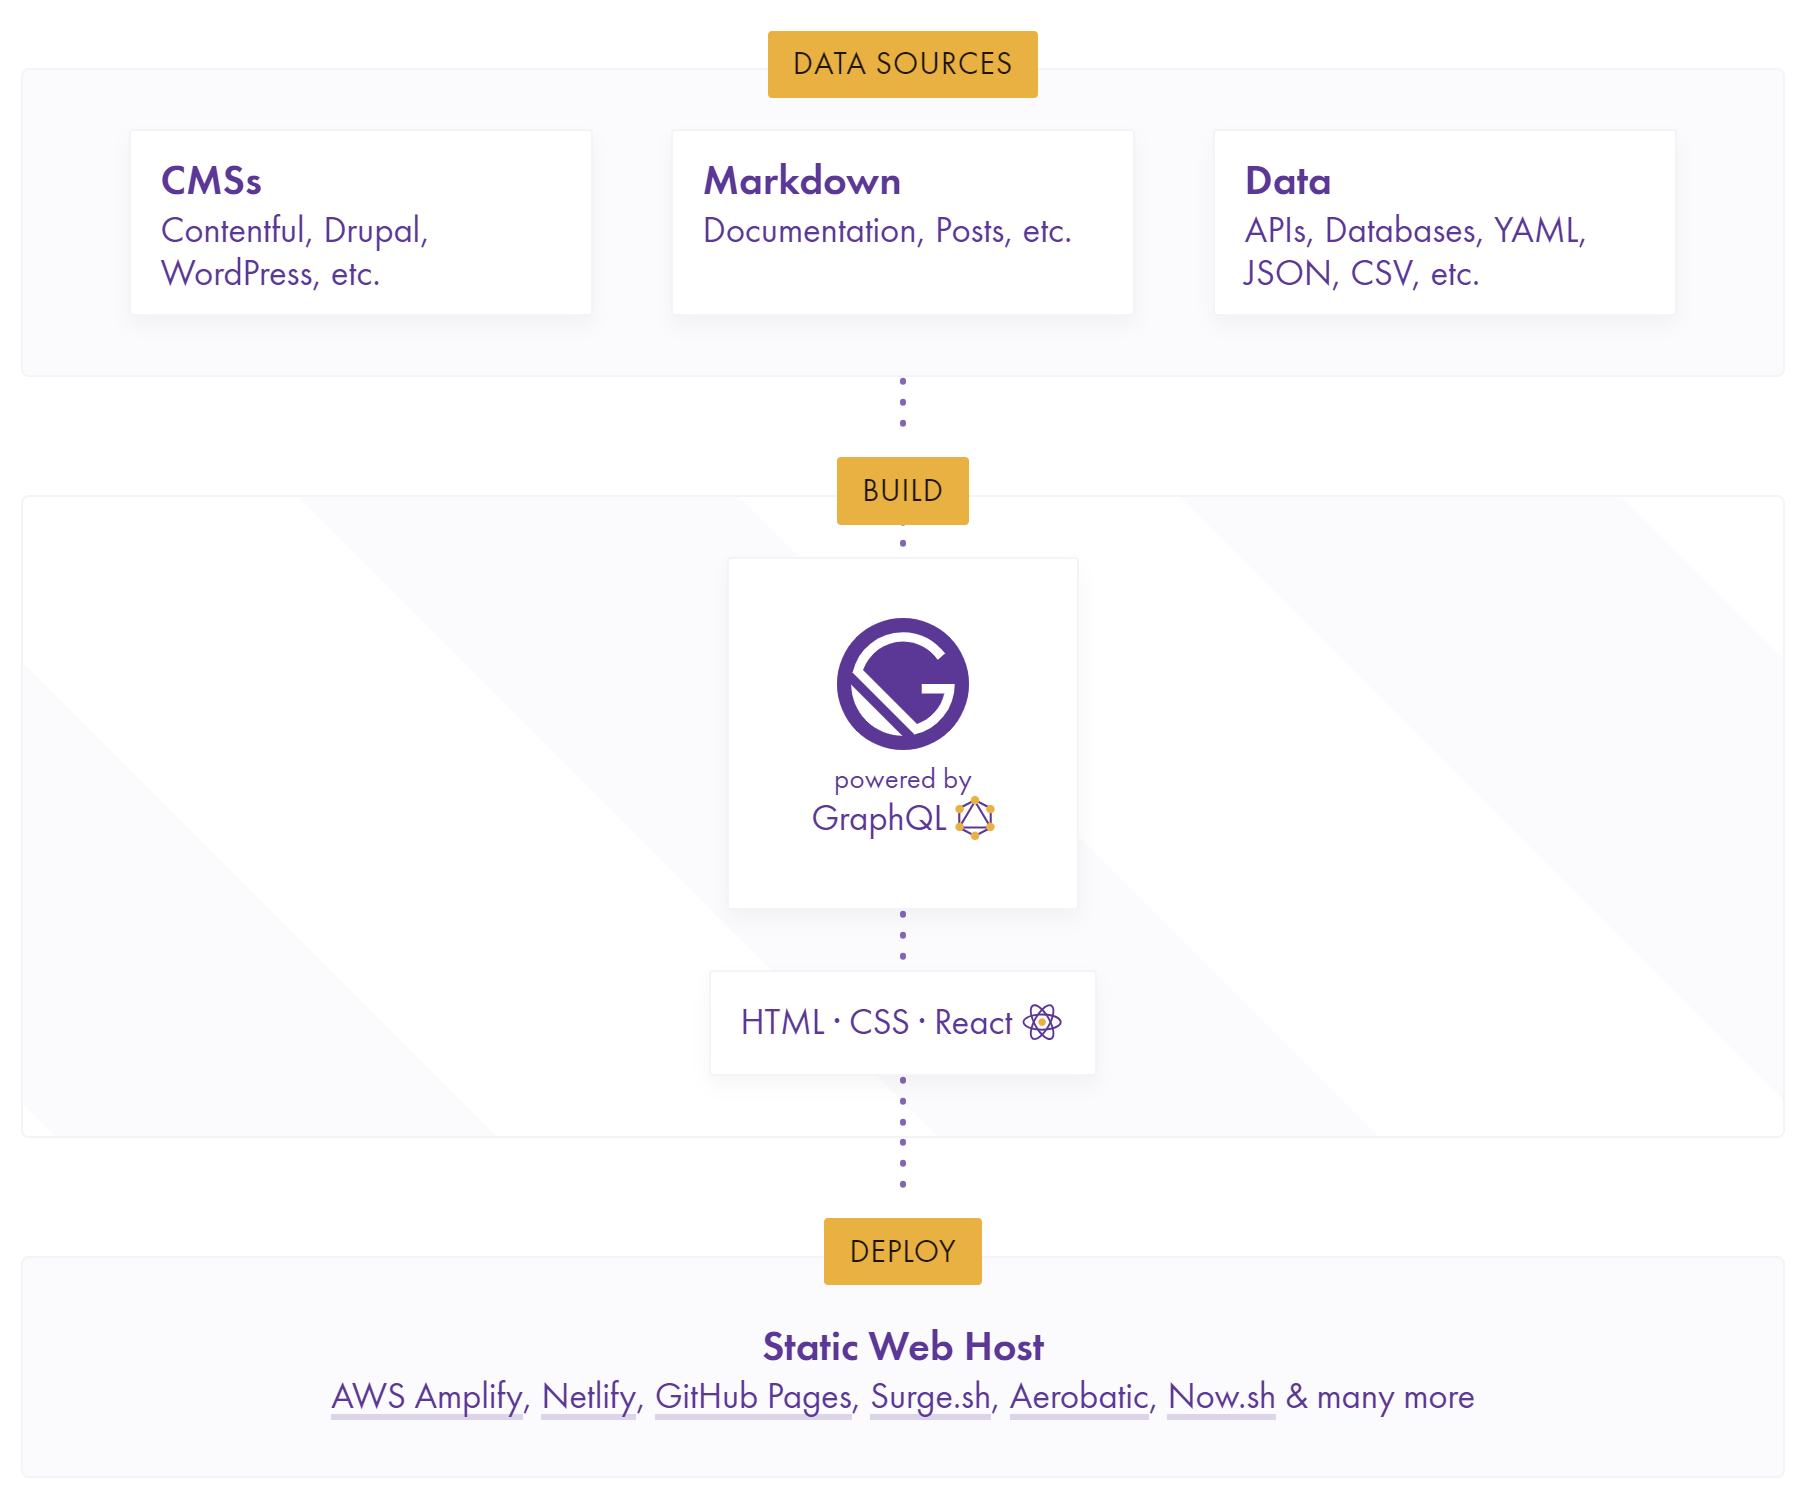 DATA SOURCES
CMSs
Contentful, Drupal,
WordPress, etc.
Markdown
Documentation, Posts, etc.
Data
APIs, Databases, YAML,
JSON, CSV, etc.
BUILD
powered by
GraphQL
HTML · CSS · React
DEPLOY
Static Web Host
AWS Amplify, Netlify, GitHub Pages, Surge.sh, Aerobatic, Now.sh & many more